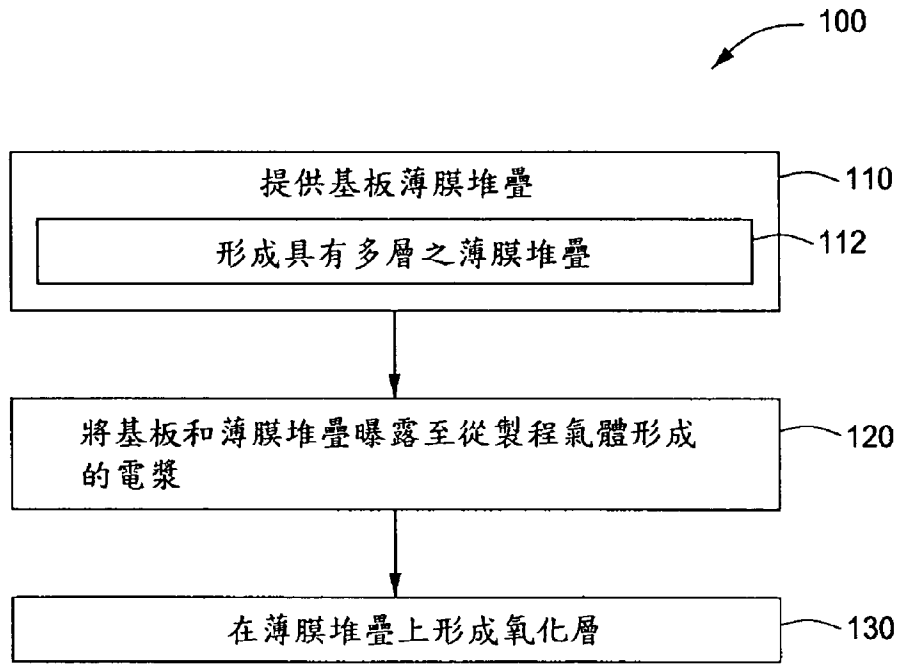 100
提供基板薄膜堆疊
110
形成具有多層之薄膜堆疊
112
將基板和薄膜堆疊曝露至從製程氣體形成
的電漿
120
在薄膜堆疊上形成氧化層
130